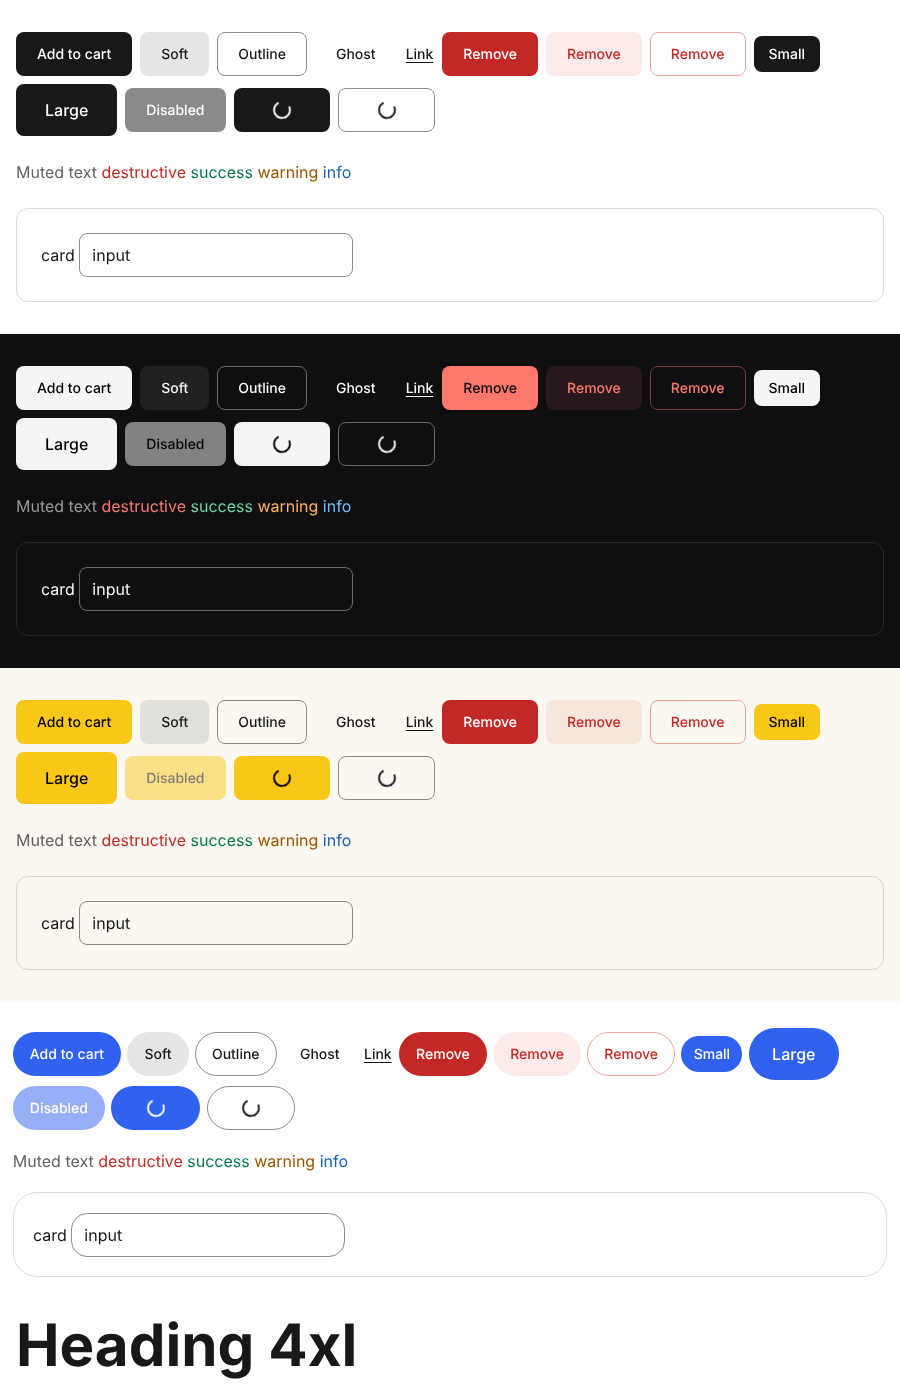 Add to cart Soft Outline Ghost Link Remove Remove Remove Small
Large Disabled
Muted text destructive success warning info
card input
Add to cart Soft Outline Ghost Link Remove Remove Remove Small
Large Disabled
Muted text destructive success warning info
card input
Add to cart Soft Outline Ghost Link Remove Remove Remove Small
Large Disabled
Muted text destructive success warning info
card input
Add to cart Soft Outline Ghost Link Remove Remove Remove Small Large
Disabled
Muted text destructive success warning info
card input
Heading 4xl